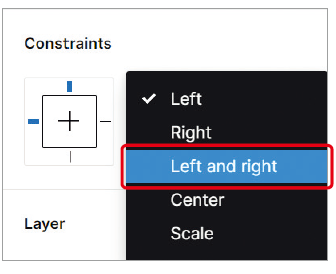 Constraints
Left
Right
Left and right
Center
Scale
Layer